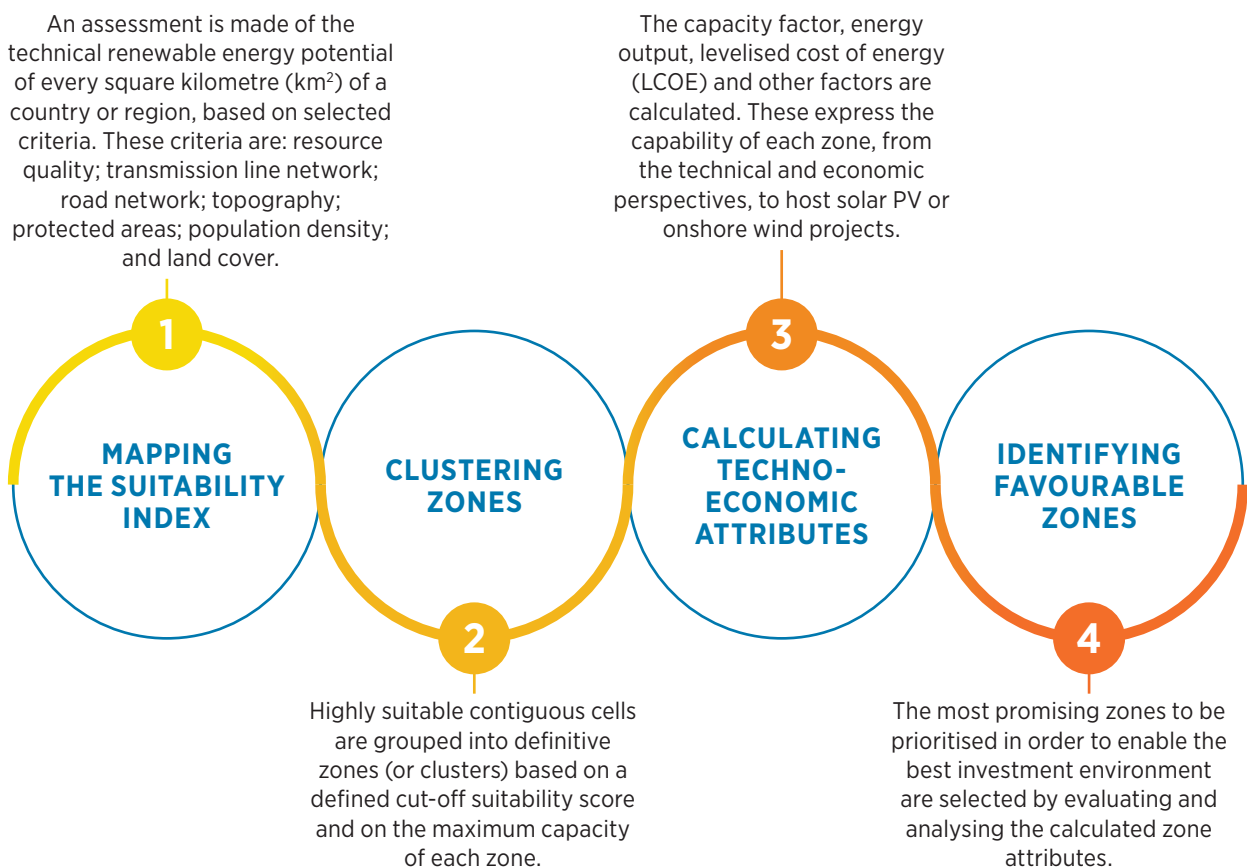 An assessment is made of the
technical renewable energy potential
of every square kilometre (km²) of a
country or region, based on selected
criteria. These criteria are: resource
quality; transmission line network;
road network; topography;
protected areas; population density;
and land cover.
1
MAPPING
THE SUITABILITY
INDEX
CLUSTERING
ZONES
2
Highly suitable contiguous cells
are grouped into definitive
zones (or clusters) based on a
defined cut-off suitability score
and on the maximum capacity
of each zone.
The capacity factor, energy
output, levelised cost of energy
(LCOE) and other factors are
calculated. These express the
capability of each zone, from
the technical and economic
perspectives, to host solar PV or
onshore wind projects.
3
CALCULATING
TECHNO-
ECONOMIC
ATTRIBUTES
IDENTIFYING
FAVOURABLE
ZONES
4
The most promising zones to be
prioritised in order to enable the
best investment environment
are selected by evaluating and
analysing the calculated zone
attributes.